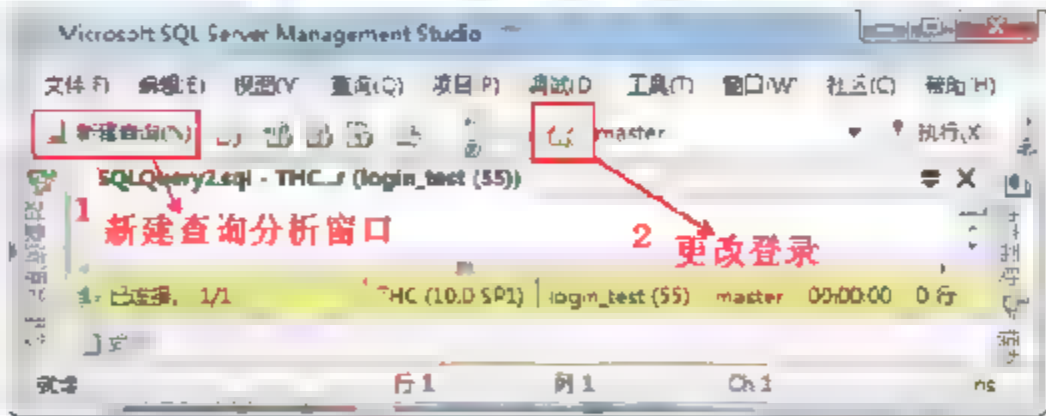 Microsoft SQL Server Management Studio
文件(F) 编辑(E) 视图(V) 查询(Q) 项目(P) 调试(D 工具(T) 窗口(W) 社区(C) 帮助(H)
新建查询(N) master 执行(X
SQLQuery2.sql - THC...r (login_test (55))
1 新建查询分析窗口
2 更改登录
已连接。 1/1 THC (10.0 SP1) login_test (55) master 00:00:00 0 行
就绪 行 1 列 1 Ch 1 INS